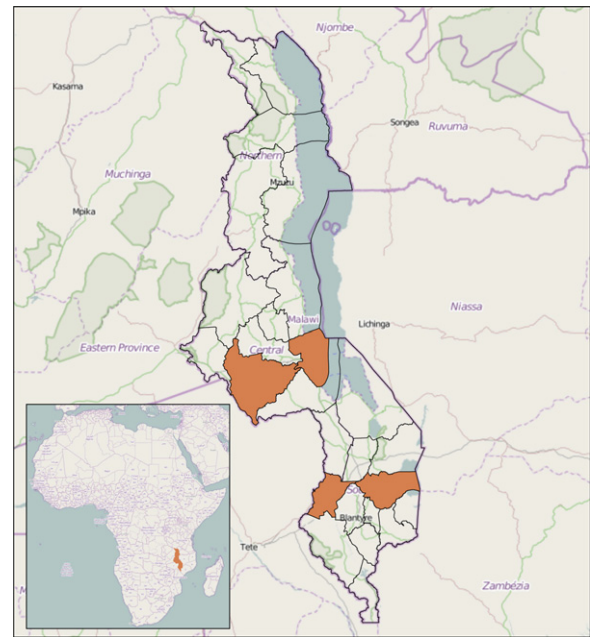 Njombe
Kasama
Songea
Ruvuma
Northern
Muchinga
Mzuzu
Mpika
Niassa
Malawi
Lichinga
Eastern Province
Central
Blantyre
Tete
Zambézia